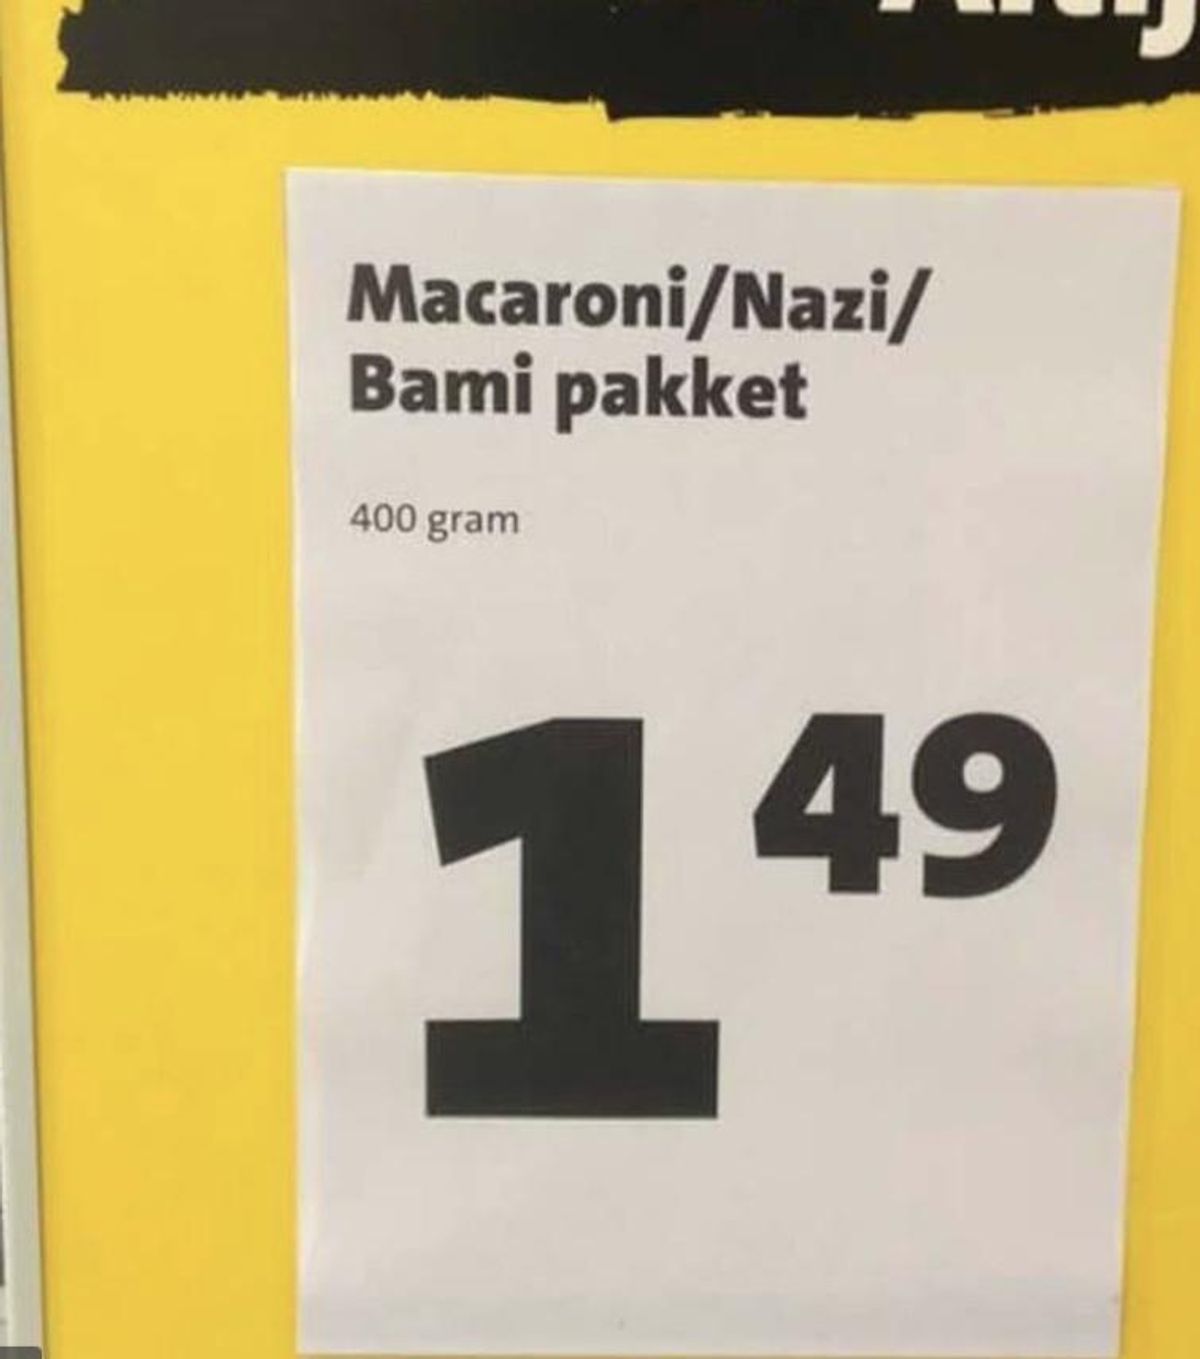 Macaroni/Nazi/
Bami pakket
400 gram
1 49